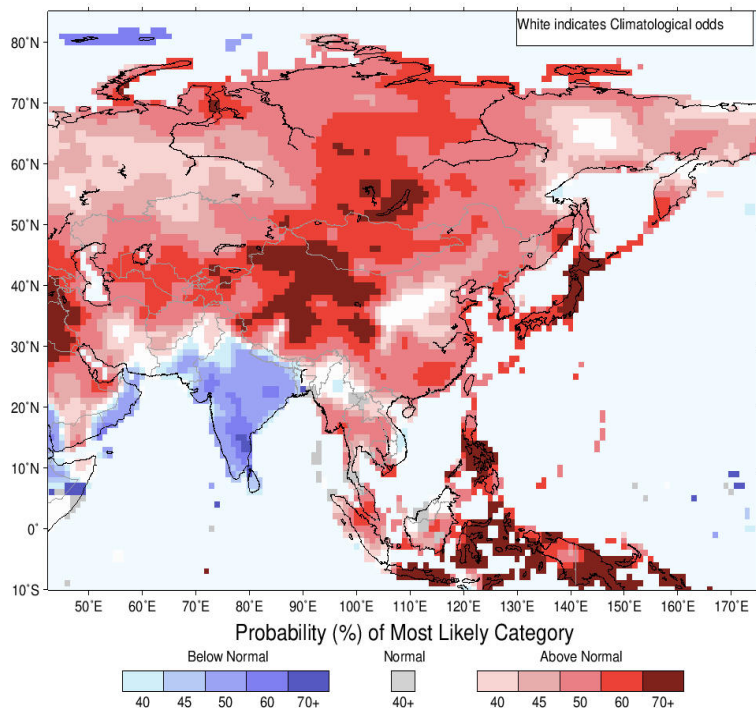 White indicates Climatological odds
80˚N
70˚N
60˚N
50˚N
40˚N
30˚N
20˚N
10˚N
0˚
10˚S
50˚E 60˚E 70˚E 80˚E 90˚E 100˚E 110˚E 120˚E 130˚E 140˚E 150˚E 160˚E 170˚E
Probability (%) of Most Likely Category
Below Normal Normal Above Normal
40 45 50 60 70+ 40+ 40 45 50 60 70+